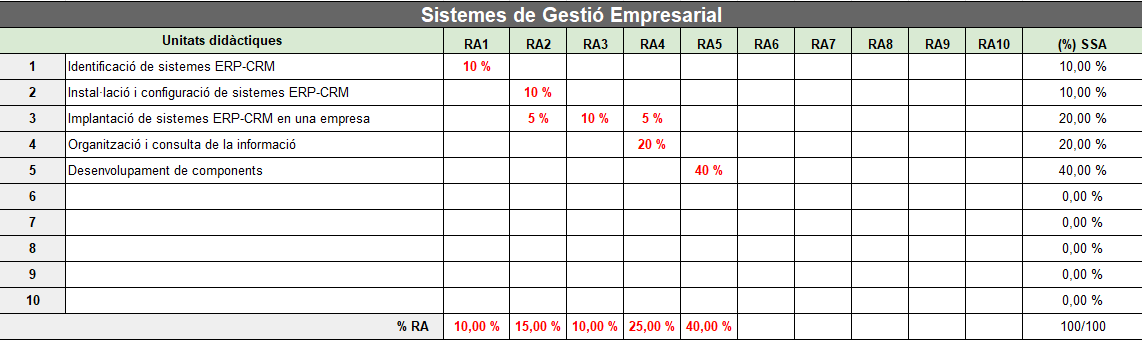 Sistemes de Gestió Empresarial
Unitats didàctiques RA1 RA2 RA3 RA4 RA5 RA6 RA7 RA8 RA9 RA10 (%) SSA
1 Identificació de sistemes ERP-CRM 10 % 10,00 %
2 Instal·lació i configuració de sistemes ERP-CRM 10 % 10,00 %
3 Implantació de sistemes ERP-CRM en una empresa 5 % 10 % 5 % 20,00 %
4 Organització i consulta de la informació 20 % 20,00 %
5 Desenvolupament de components 40 % 40,00 %
6 0,00 %
7 0,00 %
8 0,00 %
9 0,00 %
10 0,00 %
% RA 10,00 % 15,00 % 10,00 % 25,00 % 40,00 % 100/100